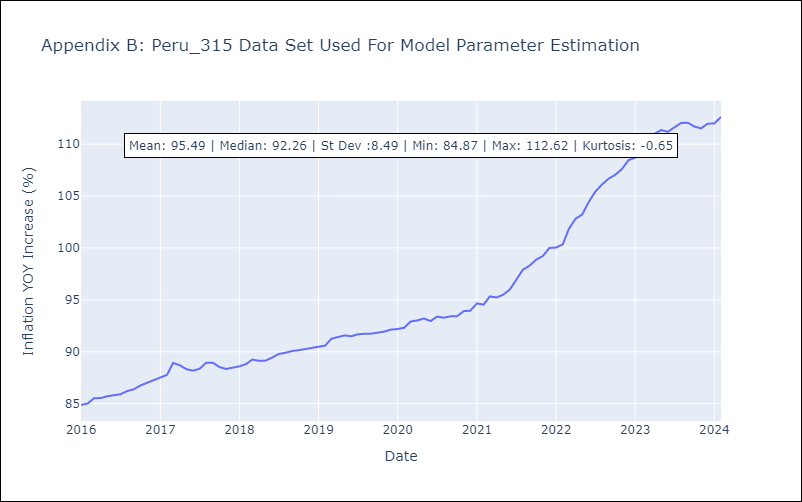 Appendix B: Peru_315 Data Set Used For Model Parameter Estimation
Mean: 95.49 | Median: 92.26 | St Dev :8.49 | Min: 84.87 | Max: 112.62 | Kurtosis: -0.65
Inflation YOY Increase (%)
110
105
100
95
90
85
2016 2017 2018 2019 2020 2021 2022 2023 2024
Date